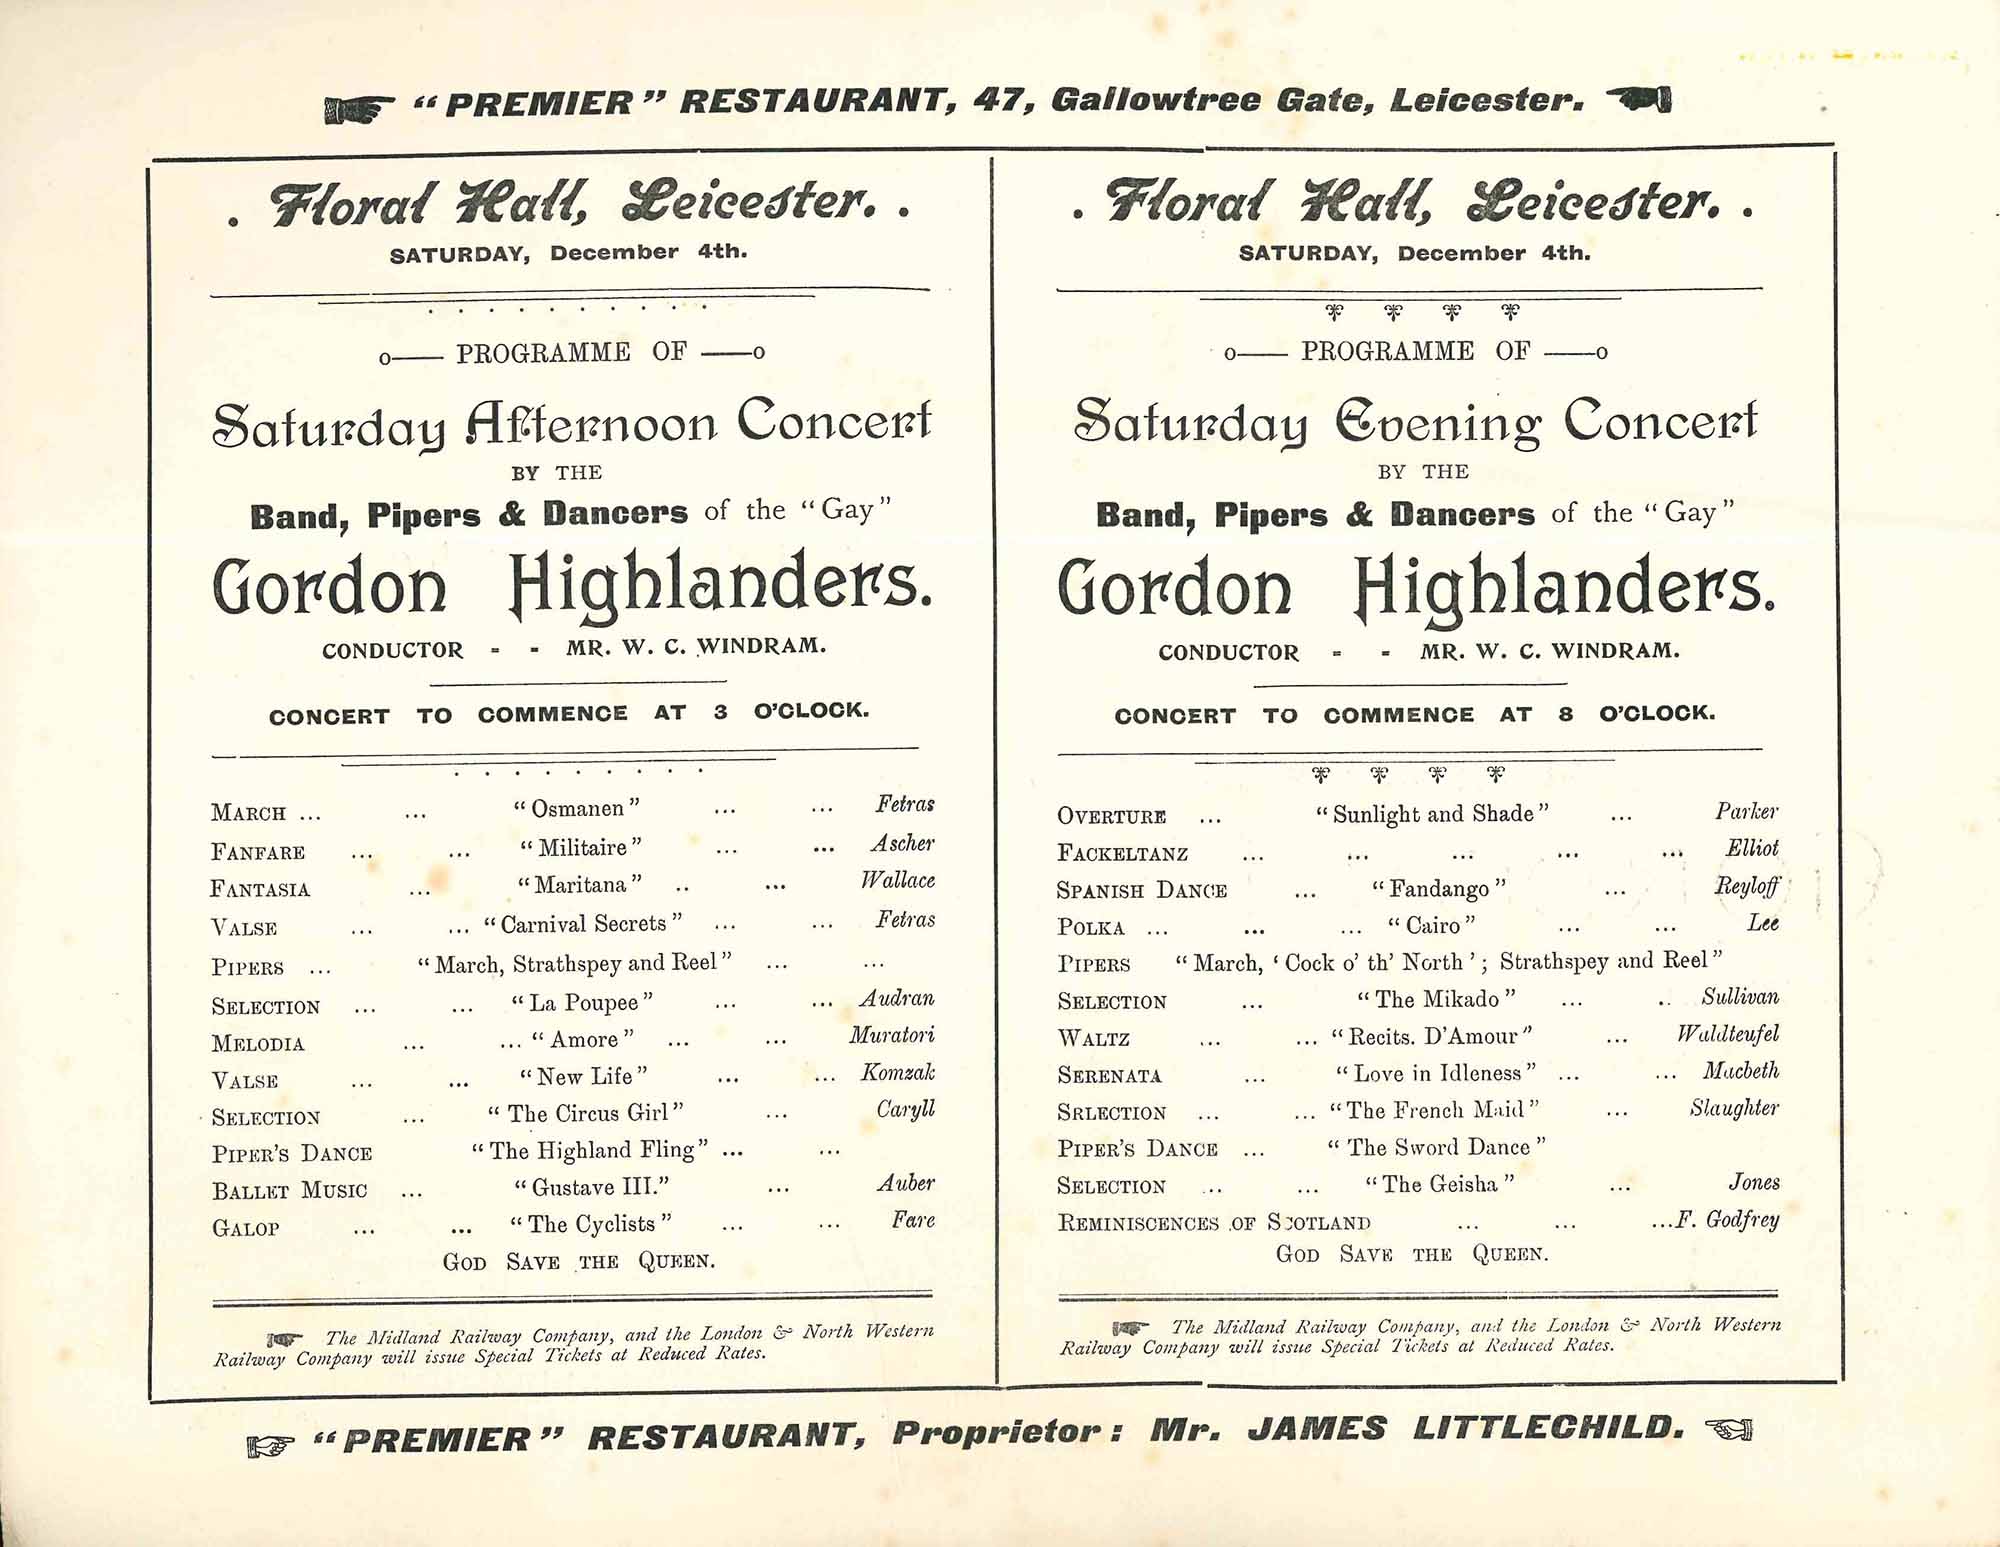 "PREMIER" RESTAURANT, 47, Gallowtree Gate, Leicester.
. Floral Hall, Leicester. .
SATURDAY, December 4th.
o—— PROGRAMME OF ——o
Saturday Afternoon Concert
BY THE
Band, Pipers & Dancers of the "Gay"
Gordon Highlanders.
CONDUCTOR - - MR. W. C. WINDRAM.
CONCERT TO COMMENCE AT 3 O'CLOCK.
MARCH ... ... "Osmanen" ... ... Fetras
FANFARE ... ... "Militaire" ... ... Ascher
FANTASIA ... "Maritana" .. ... Wallace
VALSE ... ... "Carnival Secrets" ... ... Fetras
PIPERS ... "March, Strathspey and Reel" ... ...
SELECTION ... ... "La Poupee" ... ... Audran
MELODIA ... ... "Amore" ... ... Muratori
VALSE ... ... "New Life" ... ... Komzak
SELECTION ... "The Circus Girl" ... Caryll
PIPER'S DANCE "The Highland Fling" ... ...
BALLET MUSIC ... "Gustave III." ... Auber
GALOP ... ... "The Cyclists" ... ... Fare
GOD SAVE THE QUEEN.
The Midland Railway Company, and the London & North Western
Railway Company will issue Special Tickets at Reduced Rates.
. Floral Hall, Leicester. .
SATURDAY, December 4th.
o—— PROGRAMME OF ——o
Saturday Evening Concert
BY THE
Band, Pipers & Dancers of the "Gay"
Gordon Highlanders.
CONDUCTOR - - MR. W. C. WINDRAM.
CONCERT TO COMMENCE AT 8 O'CLOCK.
OVERTURE ... "Sunlight and Shade" ... Parker
FACKELTANZ ... ... ... ... ... Elliot
SPANISH DANCE ... "Fandango" ... Reyloff
POLKA ... ... ... "Cairo" ... ... Lee
PIPERS "March, 'Cock o' th' North'; Strathspey and Reel"
SELECTION ... "The Mikado" ... .. Sullivan
WALTZ ... ... "Recits. D'Amour" ... Waldteufel
SERENATA ... "Love in Idleness" ... ... Macbeth
SRLECTION ... ... "The French Maid" ... Slaughter
PIPER'S DANCE ... "The Sword Dance"
SELECTION .. ... "The Geisha" ... Jones
REMINISCENCES OF SCOTLAND ... ... ...F. Godfrey
GOD SAVE THE QUEEN.
The Midland Railway Company, and the London & North Western
Railway Company will issue Special Tickets at Reduced Rates.
"PREMIER" RESTAURANT, Proprietor: Mr. JAMES LITTLECHILD.